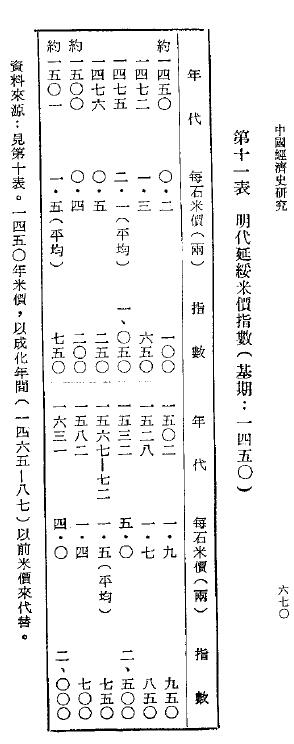 中國經濟史研究 六七〇
第十一表 明代延綏米價指數（基期：一四五〇）
年代 每石米價（兩） 指數 年代 每石米價（兩） 指數
約一四五〇 〇・二 一〇〇 一五〇二 一・九 九五〇
一四七二 一・三 六五〇 一五二八 一・七 八五〇
一四七五 二・一（平均） 一、〇五〇 一五三二 五・〇 二、五〇〇
一四七六 〇・五 二五〇 一五六七—七二 一・五（平均） 七五〇
約一五〇〇 〇・四 二〇〇 一五八二 一・四 七〇〇
約一五〇一 一・五（平均） 七五〇 一六三一 四・〇 二、〇〇〇
資料來源：見第十表。一四五〇年米價，以成化年間（一四六五—八七）以前米價來代替。